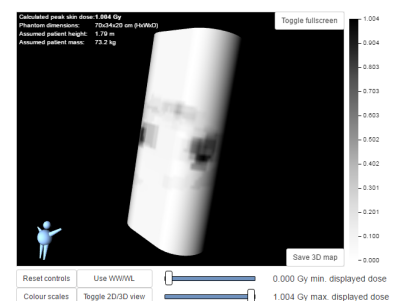 Calculated peak skin dose:1.004 Gy
Phantom dimensions: 70x34x20 cm (HxWxD)
Assumed patient height: 1.79 m
Assumed patient mass: 73.2 kg
Toggle fullscreen
1.004
0.904
0.803
0.703
0.602
0.502
0.402
0.301
0.201
0.100
0.000
Save 3D map
Reset controls
Use WW/WL
0.000 Gy min. displayed dose
Colour scales
Toggle 2D/3D view
1.004 Gy max. displayed dose